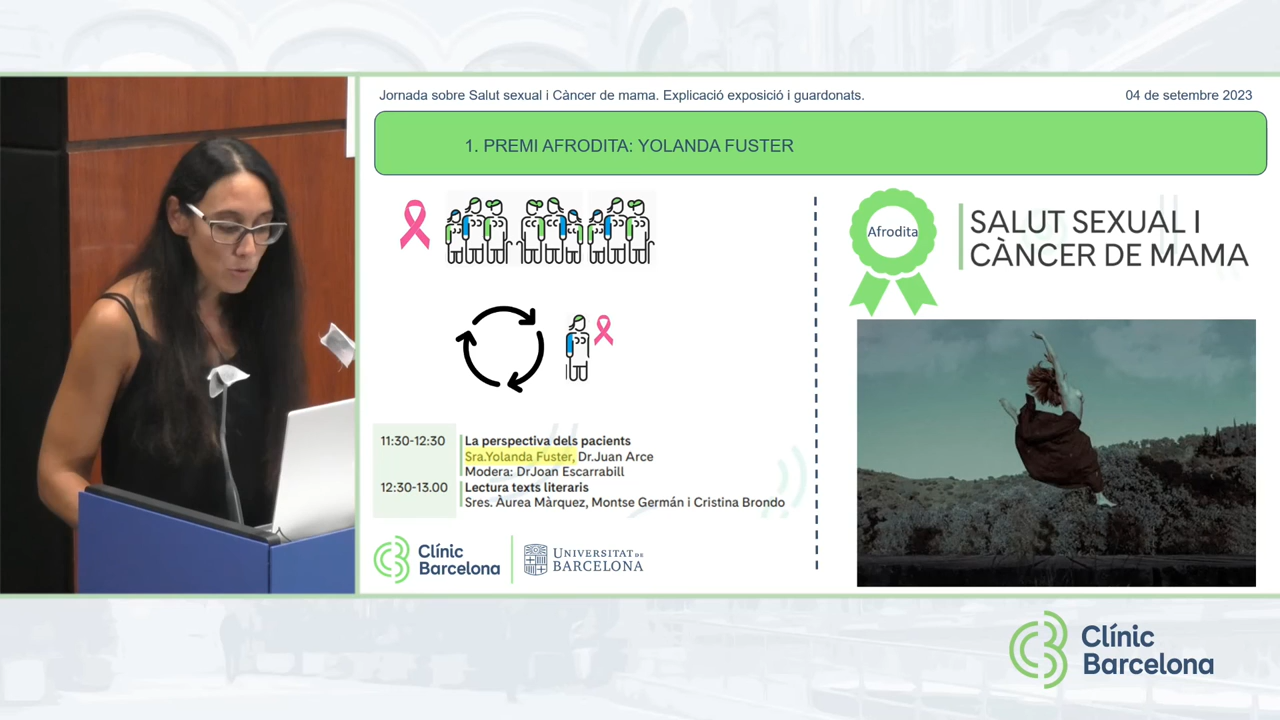 Jornada sobre Salut sexual i Càncer de mama. Explicació exposició i guardonats.
04 de setembre 2023
1. PREMI AFRODITA: YOLANDA FUSTER
Afrodita
SALUT SEXUAL I
CÀNCER DE MAMA
11:30-12:30
La perspectiva dels pacients
Sra.Yolanda Fuster, Dr.Juan Arce
Modera: DrJoan Escarrabill
12:30-13.00
Lectura texts literaris
Sres. Àurea Màrquez, Montse Germán i Cristina Brondo
Clínic
Barcelona
UNIVERSITAT DE
BARCELONA
Clínic
Barcelona